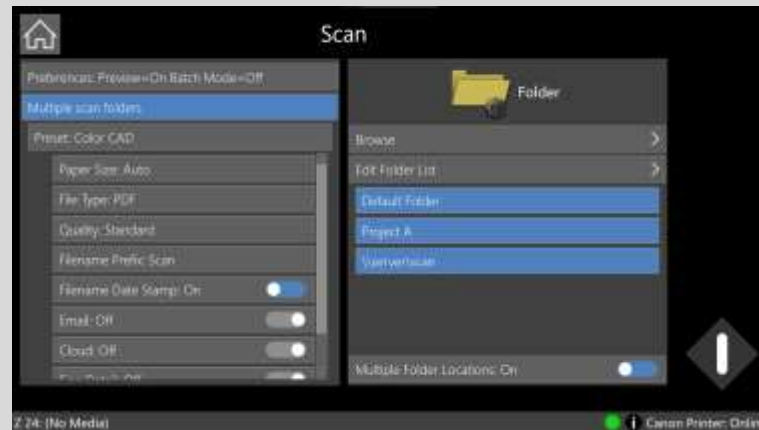 Scan
Preferences: Preview=On Batch Mode=Off
Multiple scan folders
Preset: Color CAD
Paper Size: Auto
File Type: PDF
Quality: Standard
Filename Prefix: Scan
Filename Date Stamp: On
Email: Off
Cloud: Off
Folder
Browse
Edit Folder List
Default Folder
Project A
Multiple Folder Locations: On
Z 24: (No Media)
Canon Printer: Onlin